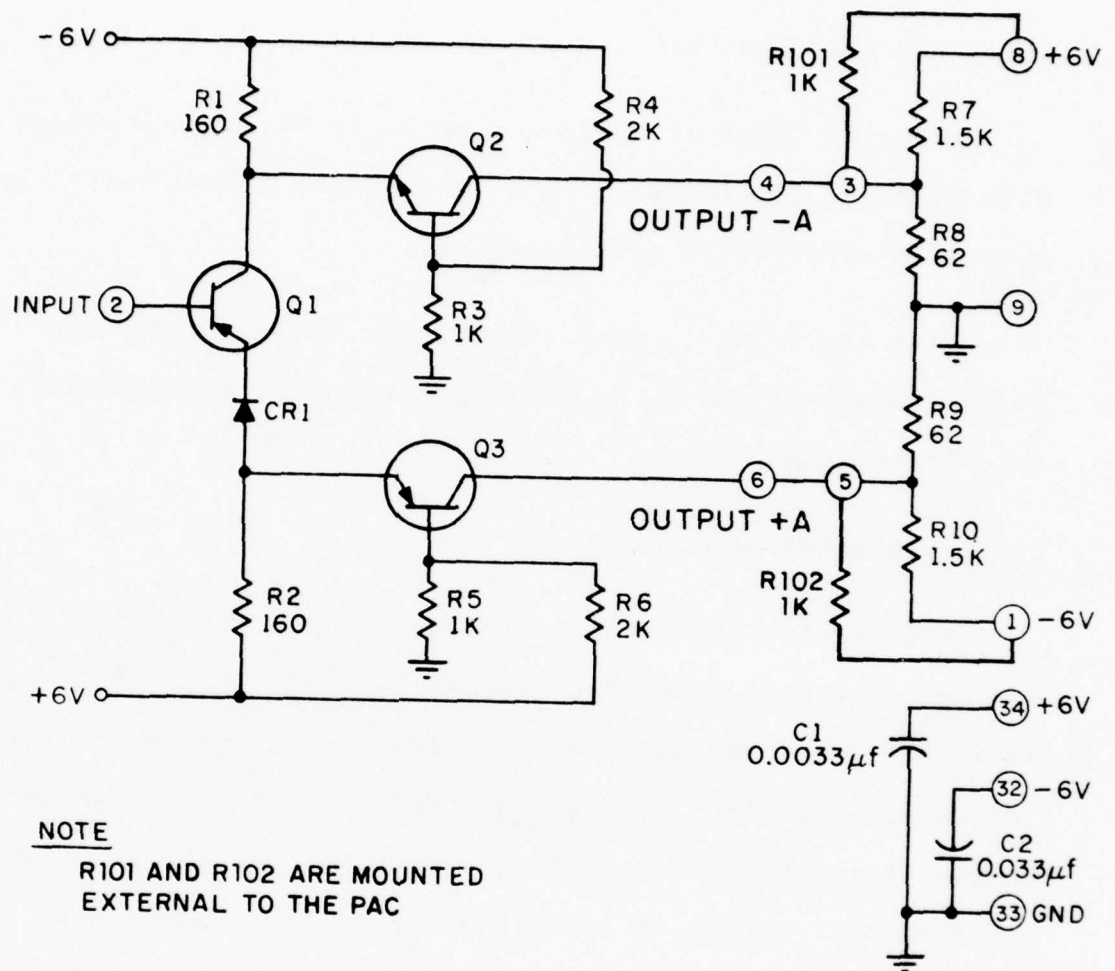 -6V
R1
160
Q2
R4
2K
R101
1K
8
+6V
R7
1.5K
4
3
OUTPUT -A
R8
62
INPUT
2
Q1
R3
1K
9
CR1
Q3
R9
62
6
5
OUTPUT +A
R10
1.5K
R2
160
R5
1K
R6
2K
R102
1K
1
-6V
+6V
34
+6V
C1
0.0033μf
32
-6V
C2
0.033μf
33
GND
NOTE
R101 AND R102 ARE MOUNTED
EXTERNAL TO THE PAC